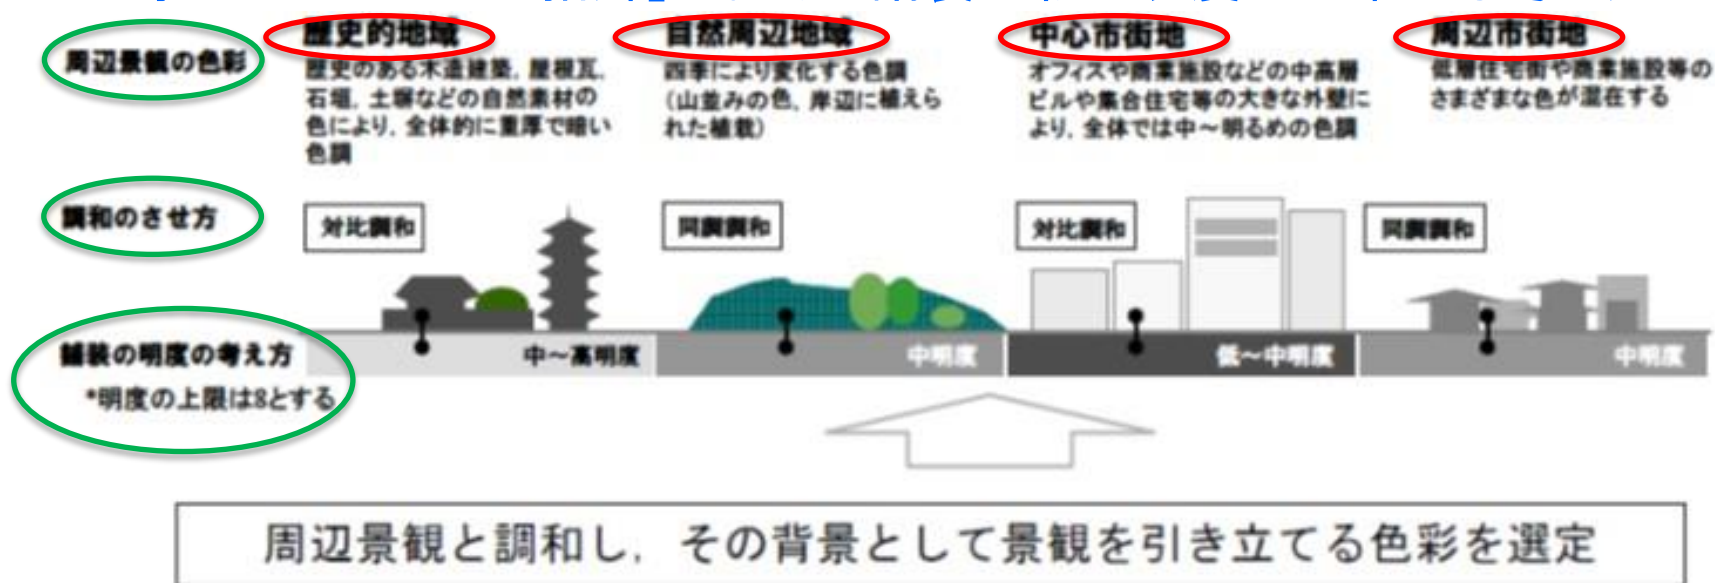 周辺景観の色彩
歴史的地域
歴史のある木造建築，屋根瓦，
石垣，土塀などの自然素材の
色により，全体的に重厚で暗い
色調
自然周辺地域
四季により変化する色調
（山並みの色，岸辺に植えら
れた植栽）
中心市街地
オフィスや商業施設などの中高層
ビルや集合住宅等の大きな外壁に
より，全体では中～明るめの色調
周辺市街地
低層住宅街や商業施設等の
さまざまな色が混在する
調和のさせ方
対比調和
同調調和
対比調和
同調調和
舗装の明度の考え方
*明度の上限は8とする
中～高明度
中明度
低～中明度
中明度
周辺景観と調和し，その背景として景観を引き立てる色彩を選定